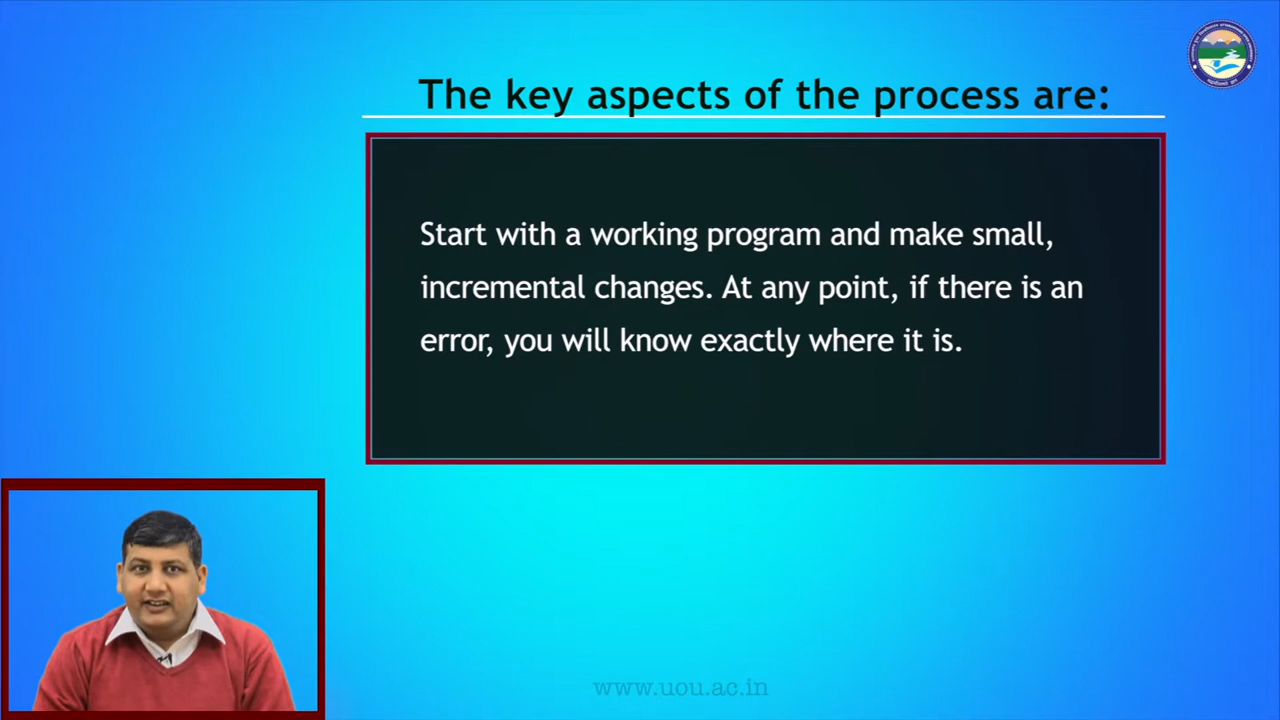 The key aspects of the process are:
Start with a working program and make small,
incremental changes. At any point, if there is an
error, you will know exactly where it is.
www.uou.ac.in